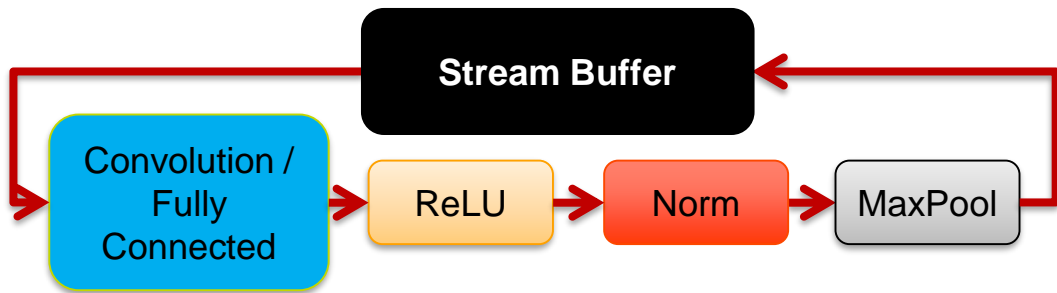 Stream Buffer
Convolution /
Fully
Connected
ReLU
Norm
MaxPool